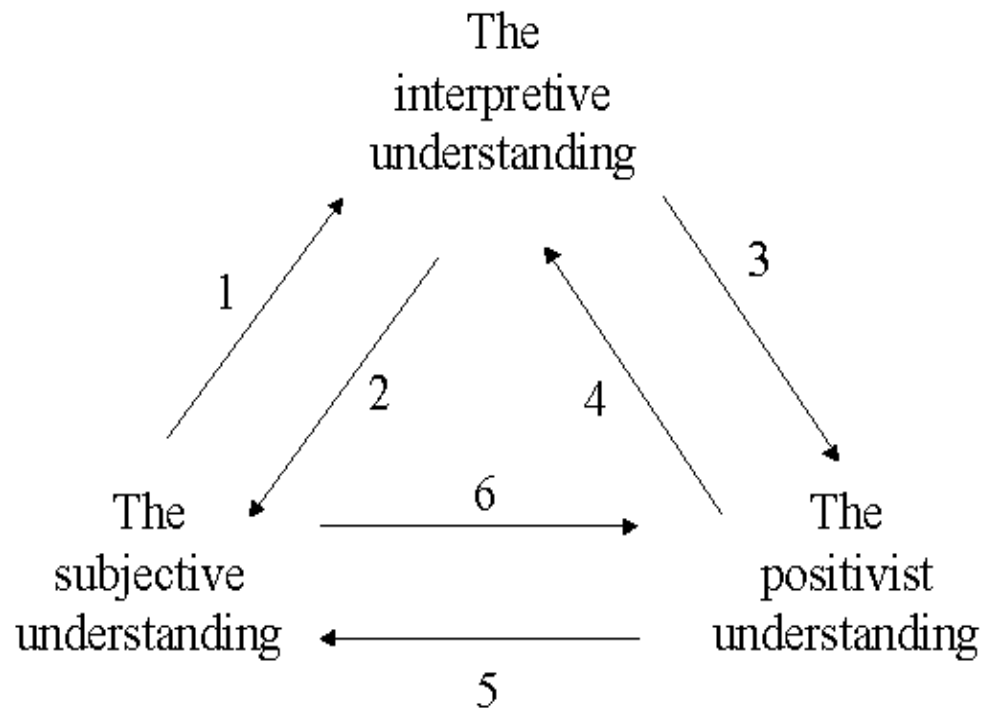 The
interpretive
understanding
1
3
2
4
6
The
subjective
understanding
The
positivist
understanding
5